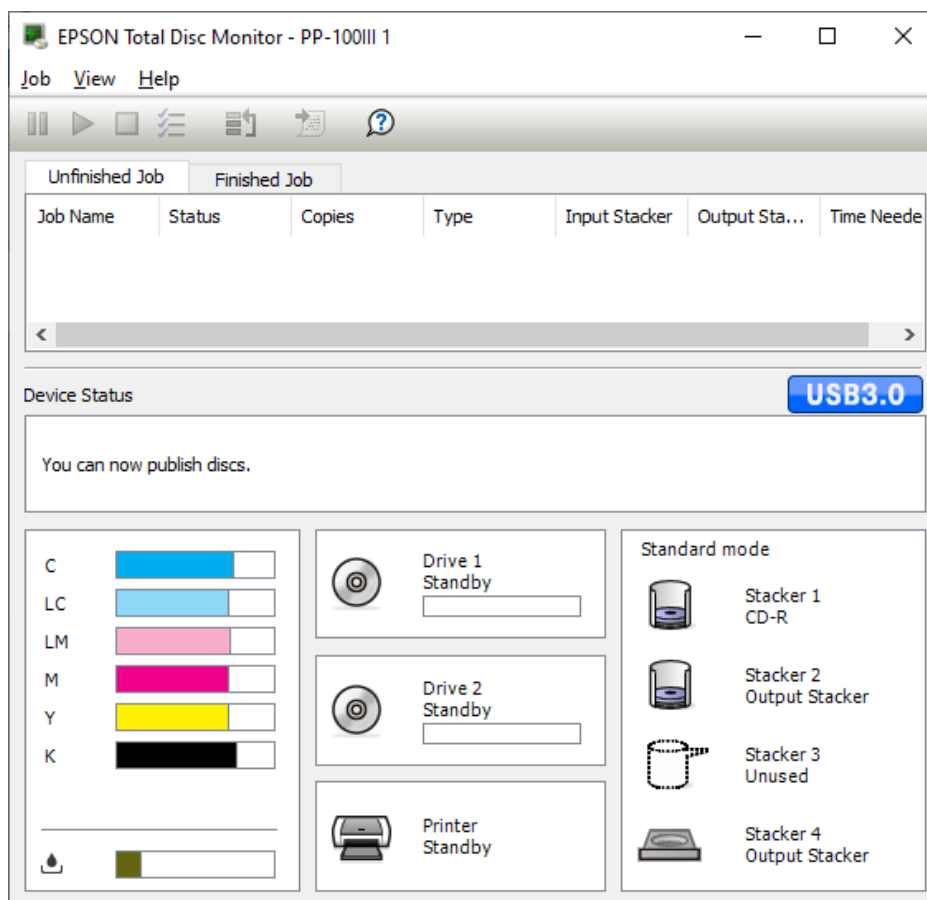 EPSON Total Disc Monitor - PP-100III 1
Job View Help
Unfinished Job Finished Job
Job Name Status Copies Type Input Stacker Output Sta... Time Neede
Device Status USB3.0
You can now publish discs.
C
LC
LM
M
Y
K
Drive 1
Standby
Drive 2
Standby
Printer
Standby
Standard mode
Stacker 1
CD-R
Stacker 2
Output Stacker
Stacker 3
Unused
Stacker 4
Output Stacker